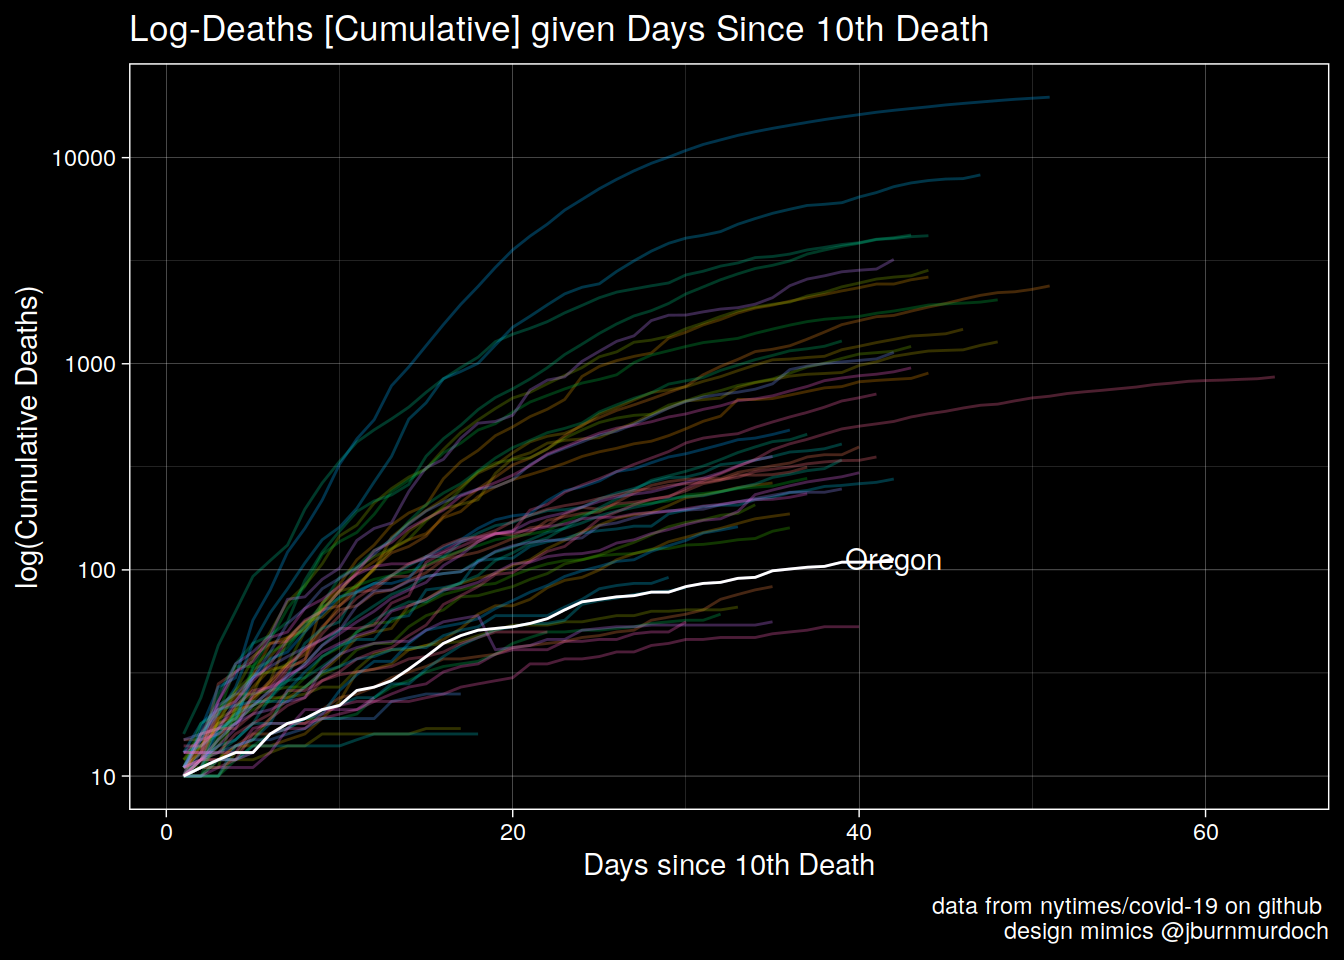 Log-Deaths [Cumulative] given Days Since 10th Death
log(Cumulative Deaths)
10000
1000
100
10
Oregon
0 20 40 60
Days since 10th Death
data from nytimes/covid-19 on github
design mimics @jburnmurdoch